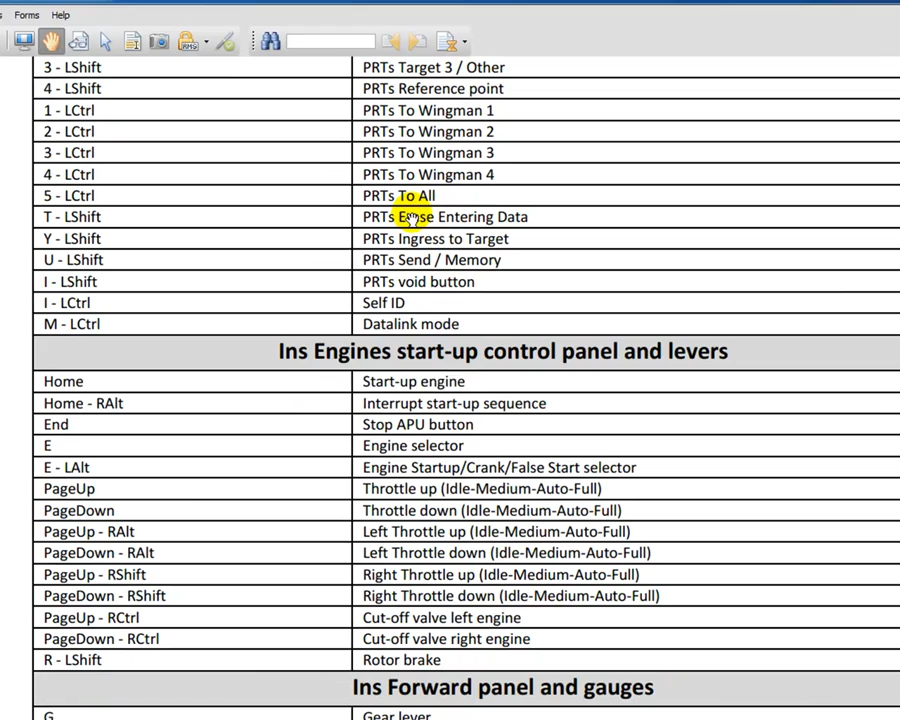 Forms Help
RMS
3 - LShift PRTs Target 3 / Other
4 - LShift PRTs Reference point
1 - LCtrl PRTs To Wingman 1
2 - LCtrl PRTs To Wingman 2
3 - LCtrl PRTs To Wingman 3
4 - LCtrl PRTs To Wingman 4
5 - LCtrl PRTs To All
T - LShift PRTs Erase Entering Data
Y - LShift PRTs Ingress to Target
U - LShift PRTs Send / Memory
I - LShift PRTs void button
I - LCtrl Self ID
M - LCtrl Datalink mode
Ins Engines start-up control panel and levers
Home Start-up engine
Home - RAlt Interrupt start-up sequence
End Stop APU button
E Engine selector
E - LAlt Engine Startup/Crank/False Start selector
PageUp Throttle up (Idle-Medium-Auto-Full)
PageDown Throttle down (Idle-Medium-Auto-Full)
PageUp - RAlt Left Throttle up (Idle-Medium-Auto-Full)
PageDown - RAlt Left Throttle down (Idle-Medium-Auto-Full)
PageUp - RShift Right Throttle up (Idle-Medium-Auto-Full)
PageDown - RShift Right Throttle down (Idle-Medium-Auto-Full)
PageUp - RCtrl Cut-off valve left engine
PageDown - RCtrl Cut-off valve right engine
R - LShift Rotor brake
Ins Forward panel and gauges
G Gear lever